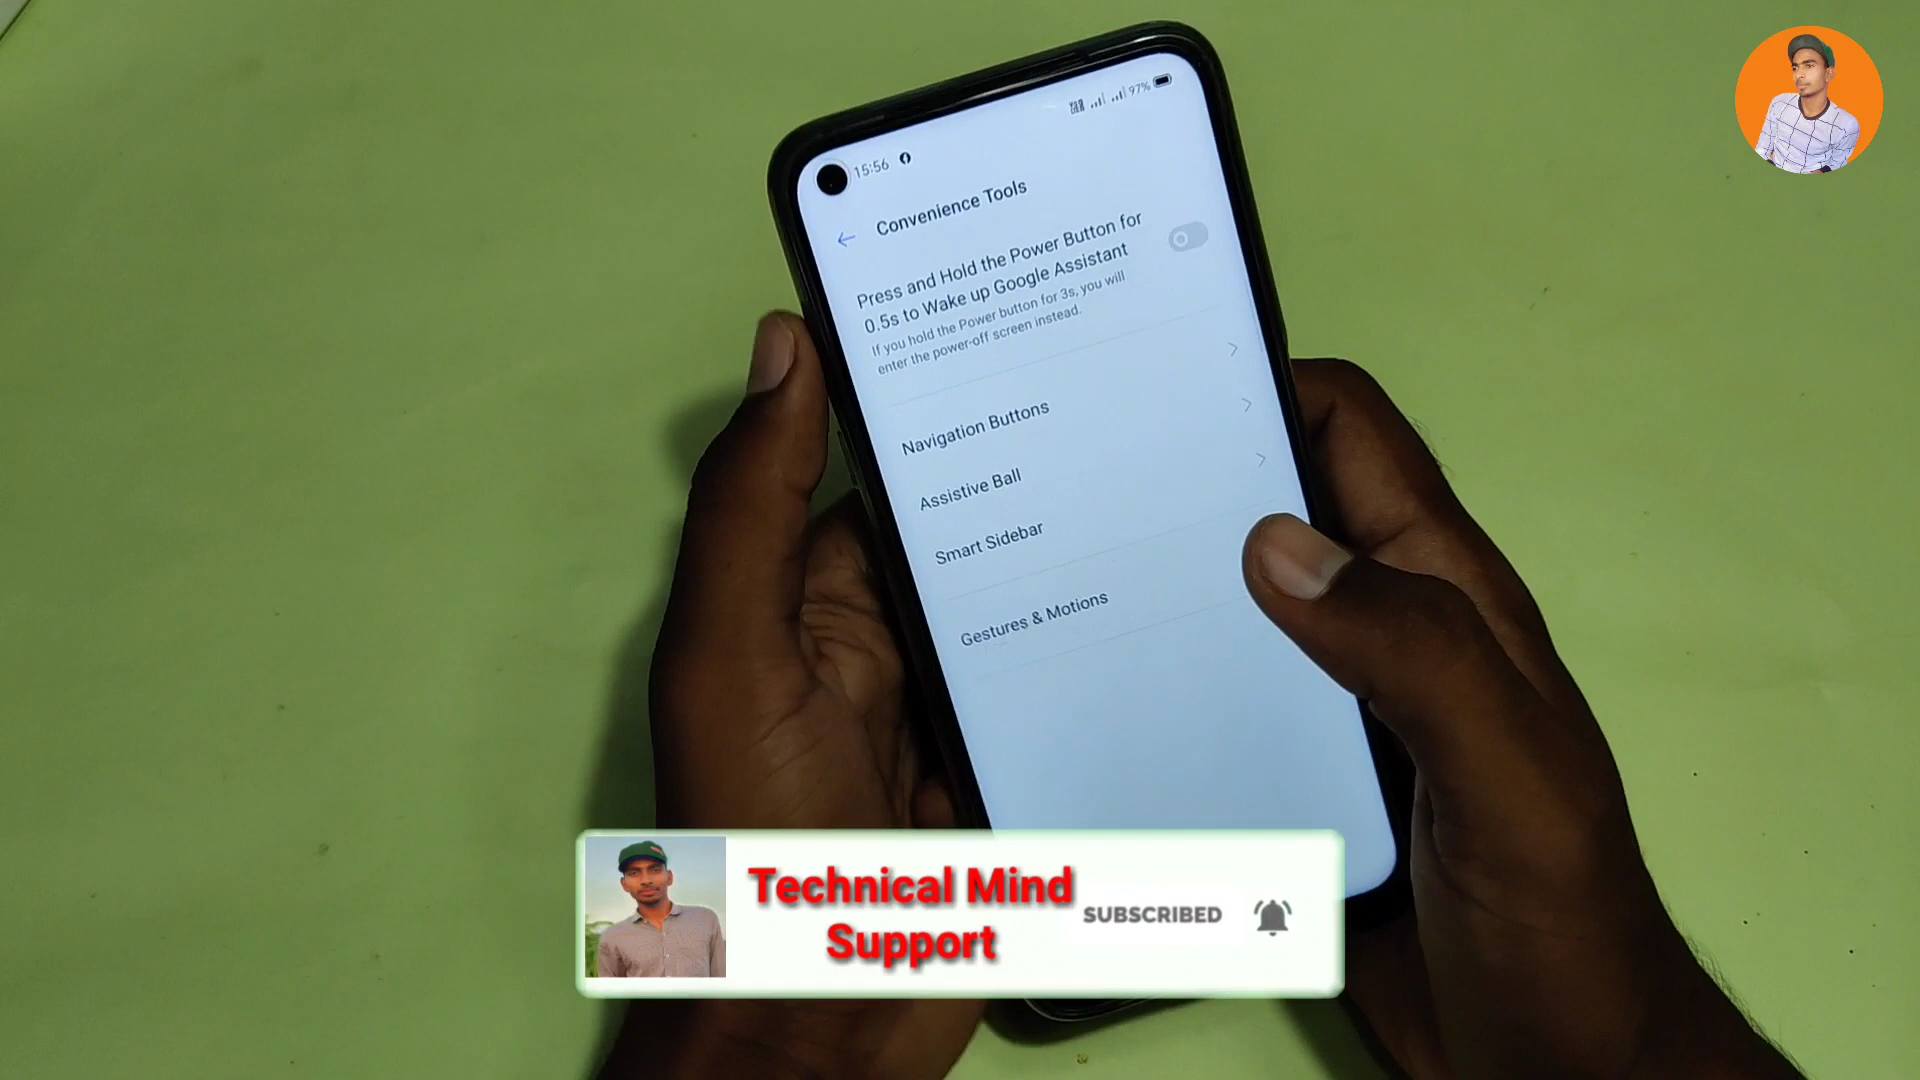 15:56
97%
Convenience Tools
Press and Hold the Power Button for
0.5s to Wake up Google Assistant
If you hold the Power button for 3s, you will
enter the power-off screen instead.
Navigation Buttons
Assistive Ball
Smart Sidebar
Gestures & Motions
Technical Mind
Support
SUBSCRIBED